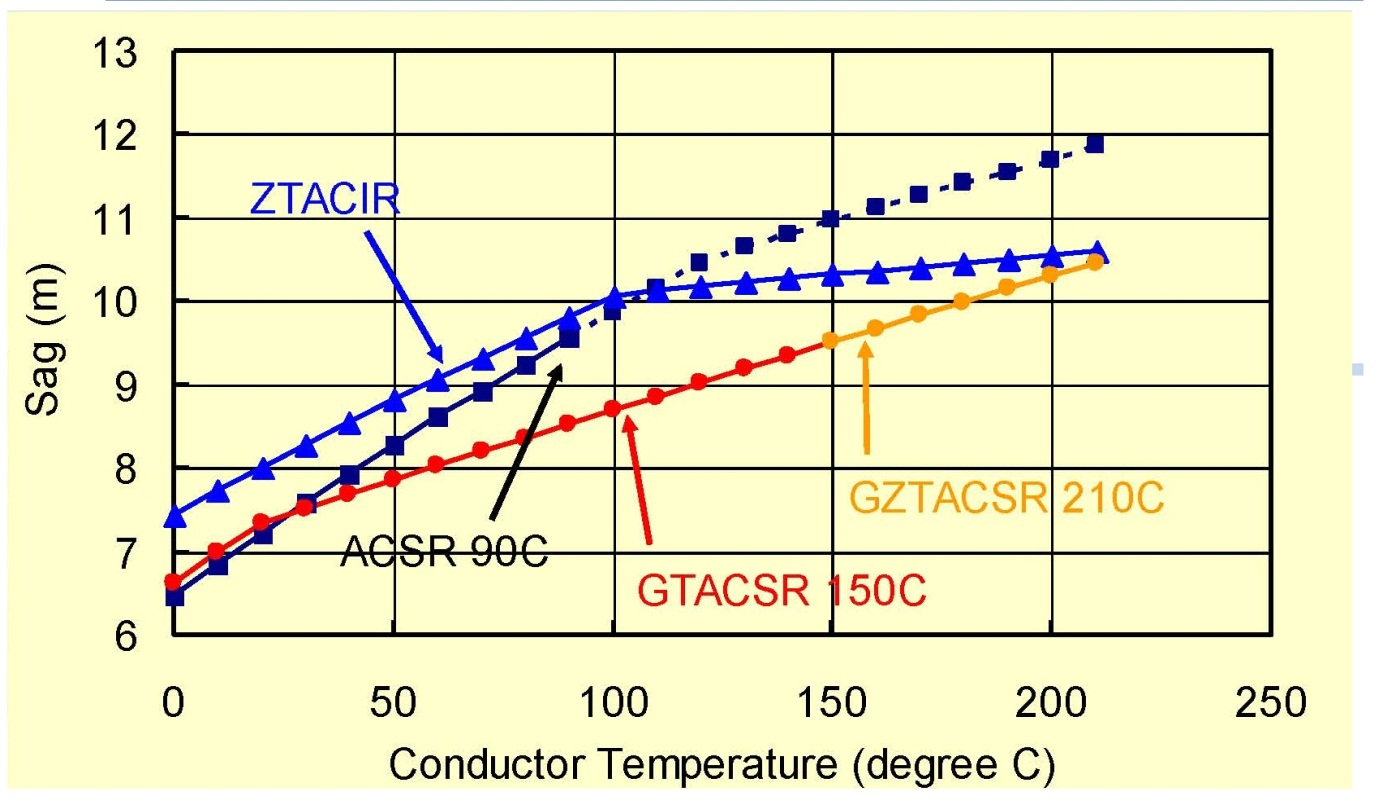 13
12
ZTACIR
11
10
Sag (m)
9
8
GZTACSR 210C
7
ACSR 90C
GTACSR 150C
6
0 50 100 150 200 250
Conductor Temperature (degree C)